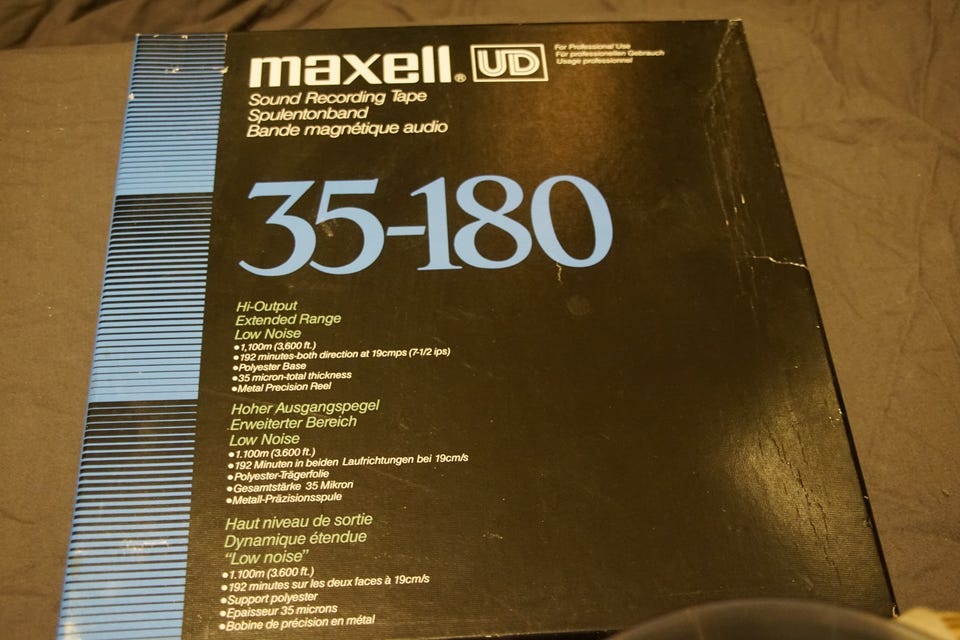 maxell® UD
For Professional Use
Für professionellen Gebrauch
Usage professionnel
Sound Recording Tape
Spulentonband
Bande magnétique audio
35-180
Hi-Output
Extended Range
Low Noise
•1,100m (3,600 ft.)
•192 minutes-both direction at 19cmps (7-1/2 ips)
•Polyester Base
•35 micron-total thickness
•Metal Precision Reel
Hoher Ausgangspegel
Erweiterter Bereich
Low Noise
•1.100m (3.600 ft.)
•192 Minuten in beiden Laufrichtungen bei 19cm/s
•Polyester-Trägerfolie
•Gesamtstärke 35 Mikron
•Metall-Präzisionsspule
Haut niveau de sortie
Dynamique étendue
"Low noise"
•1.100m (3.600 ft.)
•192 minutes sur les deux faces à 19cm/s
•Support polyester
•Epaisseur 35 microns
•Bobine de précision en métal